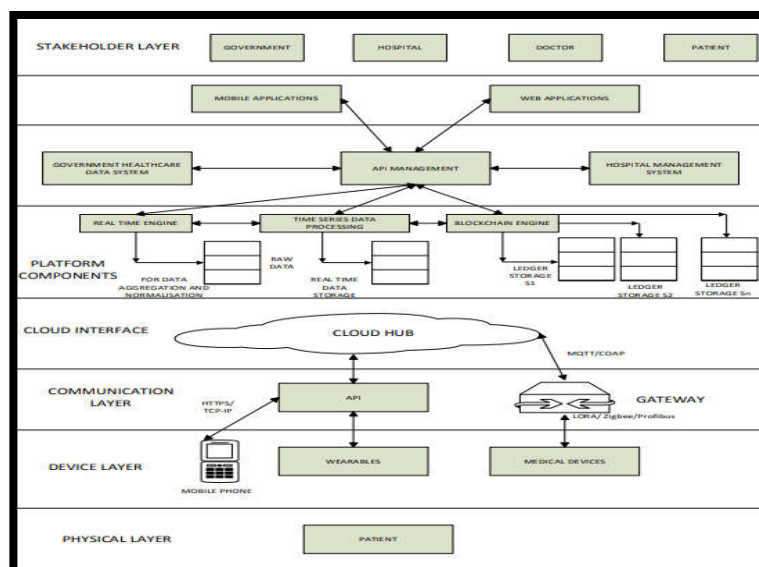 STAKEHOLDER LAYER
GOVERNMENT
HOSPITAL
DOCTOR
PATIENT
MOBILE APPLICATIONS
WEB APPLICATIONS
GOVERNMENT HEALTHCARE
DATA SYSTEM
API MANAGEMENT
HOSPITAL MANAGEMENT
SYSTEM
REAL TIME ENGINE
TIME SERIES DATA
PROCESSING
BLOCKCHAIN ENGINE
PLATFORM
COMPONENTS
FOR DATA
AGGREGATION AND
NORMALISATION
RAW
DATA
REAL TIME
DATA
STORAGE
LEDGER
STORAGE
S1
LEDGER
STORAGE S2
LEDGER
STORAGE Sn
CLOUD INTERFACE
CLOUD HUB
MQTT/COAP
COMMUNICATION
LAYER
HTTPS/
TCP-IP
API
GATEWAY
LORA/ Zigbee/Profibus
DEVICE LAYER
MOBILE PHONE
WEARABLES
MEDICAL DEVICES
PHYSICAL LAYER
PATIENT